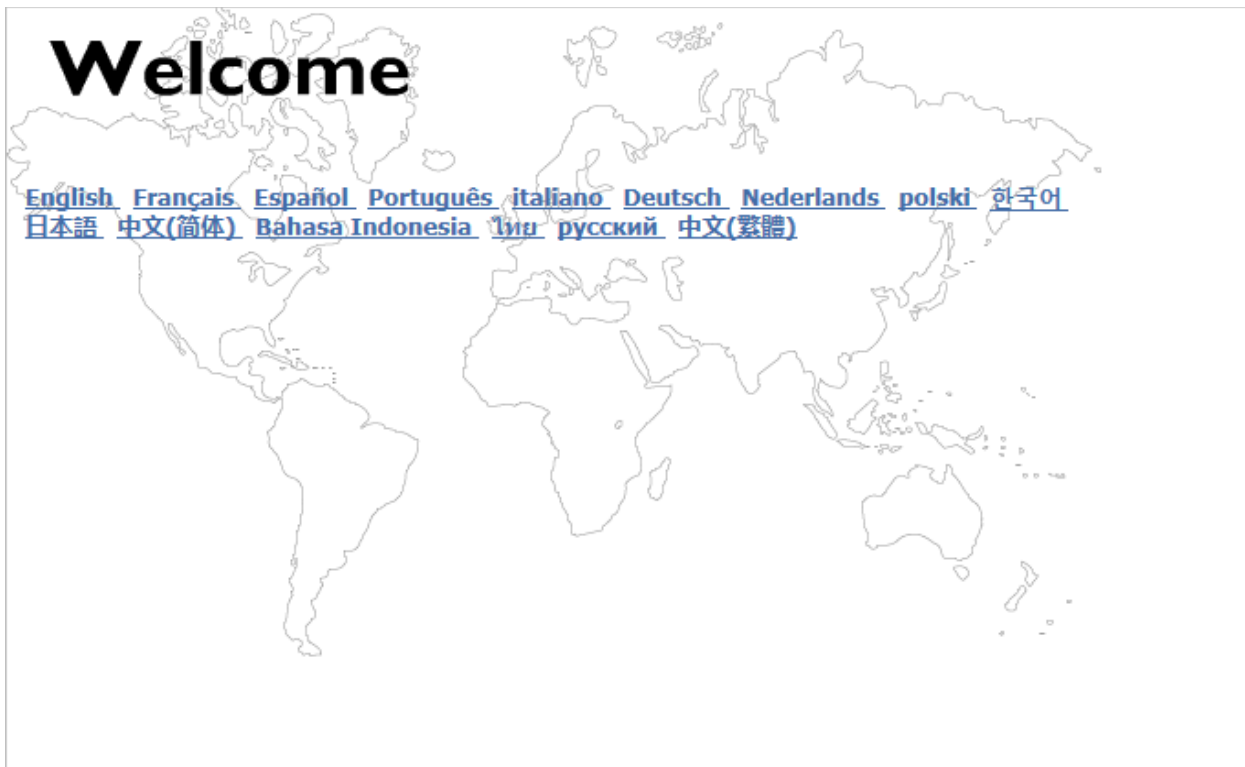 Welcome
English Français Español Português italiano Deutsch Nederlands polski 한국어
日本語 中文(简体) Bahasa Indonesia ไทย русский 中文(繁體)